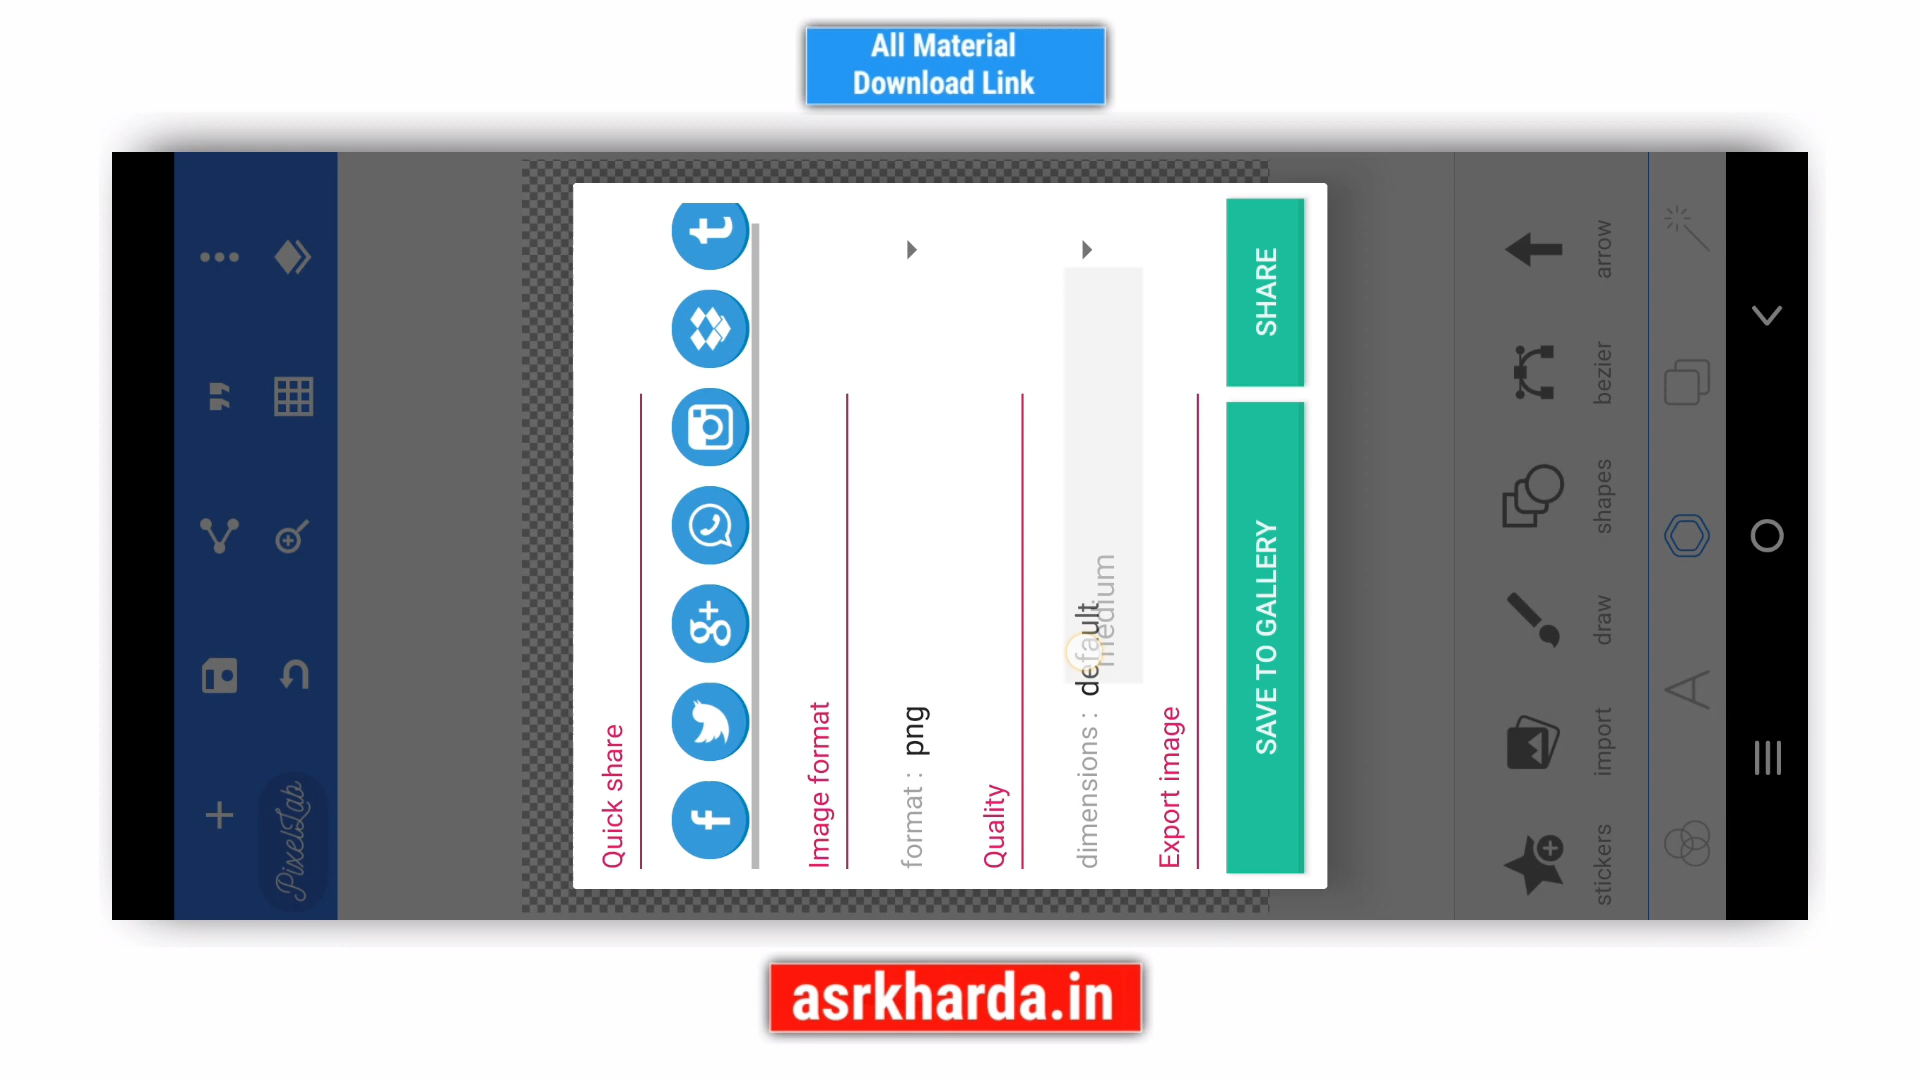 All Material
Download Link
PixelLab
Quick share
Image format
format : png
Quality
dimensions : default
medium
Export image
SAVE TO GALLERY
SHARE
stickers
import
draw
shapes
bezier
arrow
asrkharda.in